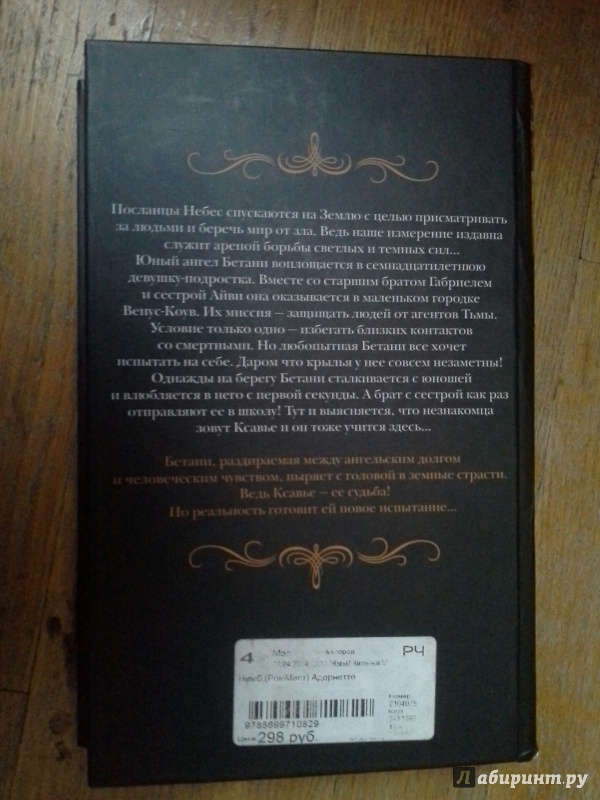 Посланцы Небес спускаются на Землю с целью присматривать
за людьми и беречь мир от зла. Ведь наше измерение издавна
служит ареной борьбы светлых и темных сил...
Юный ангел Бетани воплощается в семнадцатилетнюю
девушку-подростка. Вместе со старшим братом Габриелем
и сестрой Айви она оказывается в маленьком городке
Венус-Коув. Их миссия — защищать людей от агентов Тьмы.
Условие только одно — избегать близких контактов
со смертными. Но любопытная Бетани все хочет
испытать на себе. Даром что крылья у нее совсем незаметны!
Однажды на берегу Бетани сталкивается с юношей
и влюбляется в него с первой секунды. А брат с сестрой как раз
отправляют ее в школу! Тут и выясняется, что незнакомца
зовут Ксавье и он тоже учится здесь...
Бетани, раздираемая между ангельским долгом
и человеческим чувством, ныряет с головой в земные страсти.
Ведь Ксавье — ее судьба!
Но реальность готовит ей новое испытание...
4 РЧ
Нимб (РомМист) Адорнетто
Номер
9785699710829
Цена 298 руб.
Лабиринт.ру